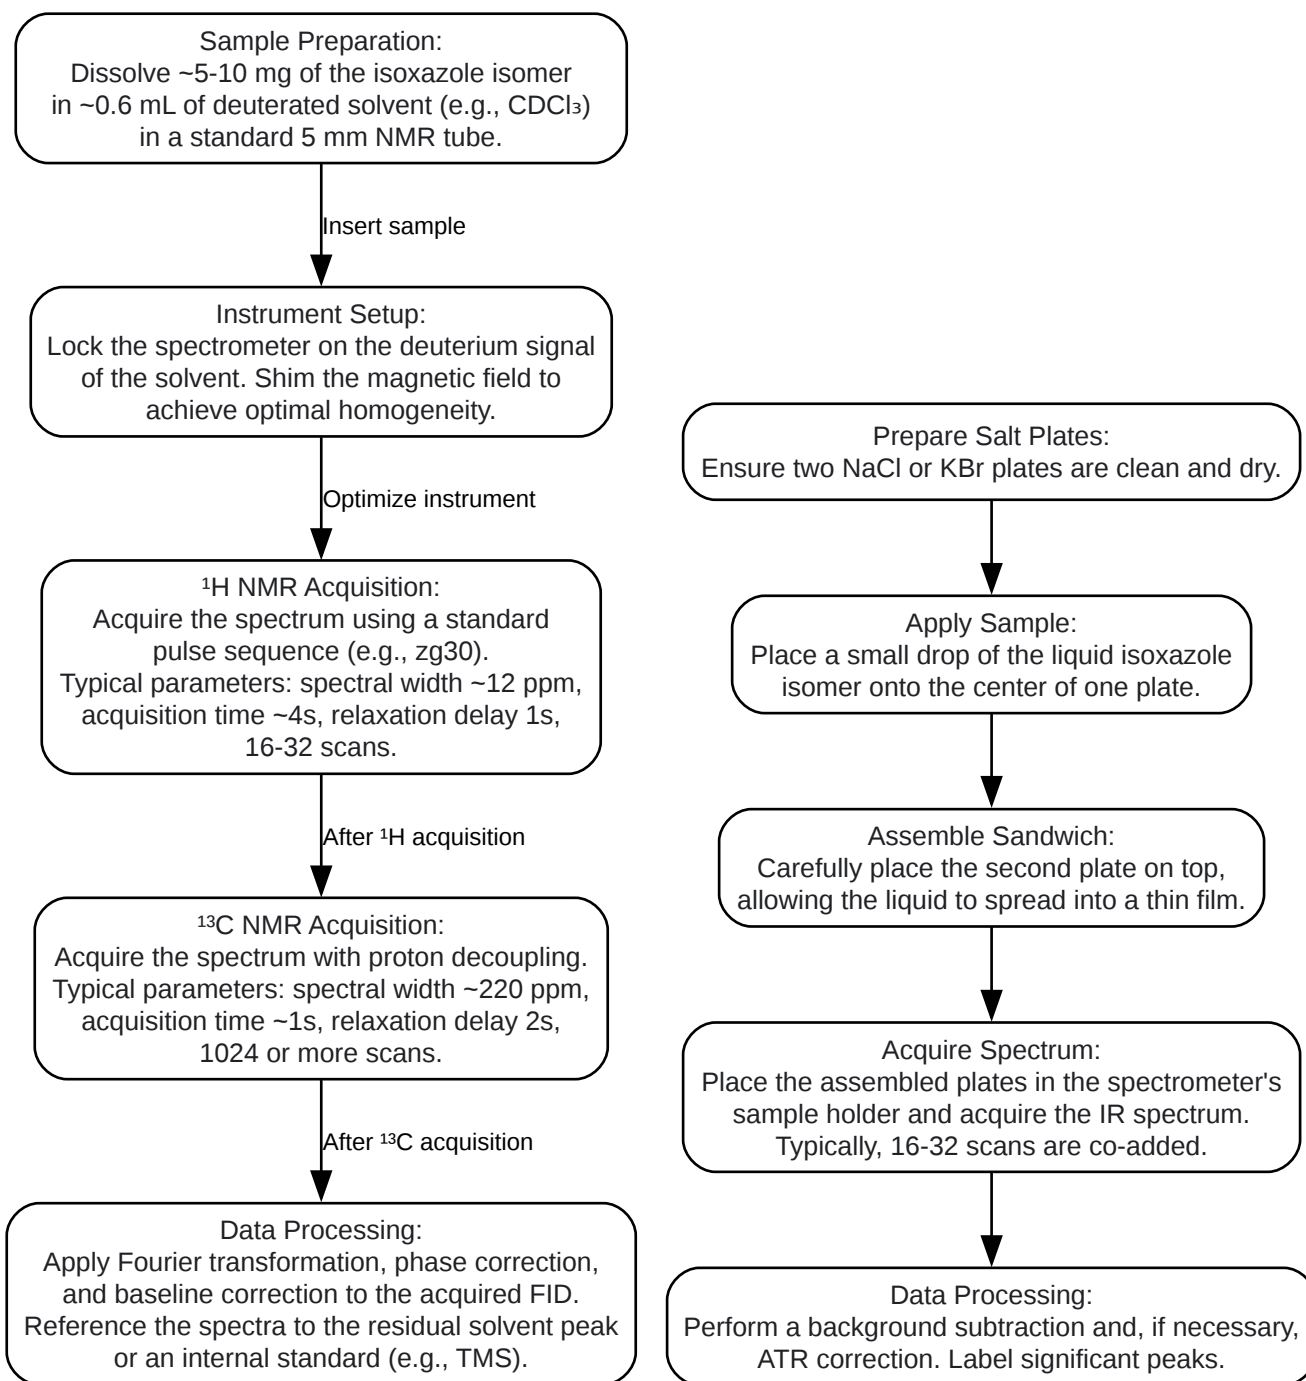 Sample Preparation:
Dissolve ~5-10 mg of the isoxazole isomer
in ~0.6 mL of deuterated solvent (e.g., CDCl₃)
in a standard 5 mm NMR tube.
Insert sample
Instrument Setup:
Lock the spectrometer on the deuterium signal
of the solvent. Shim the magnetic field to
achieve optimal homogeneity.
Optimize instrument
¹H NMR Acquisition:
Acquire the spectrum using a standard
pulse sequence (e.g., zg30).
Typical parameters: spectral width ~12 ppm,
acquisition time ~4s, relaxation delay 1s,
16-32 scans.
After ¹H acquisition
¹³C NMR Acquisition:
Acquire the spectrum with proton decoupling.
Typical parameters: spectral width ~220 ppm,
acquisition time ~1s, relaxation delay 2s,
1024 or more scans.
After ¹³C acquisition
Data Processing:
Apply Fourier transformation, phase correction,
and baseline correction to the acquired FID.
Reference the spectra to the residual solvent peak
or an internal standard (e.g., TMS).
Prepare Salt Plates:
Ensure two NaCl or KBr plates are clean and dry.
Apply Sample:
Place a small drop of the liquid isoxazole
isomer onto the center of one plate.
Assemble Sandwich:
Carefully place the second plate on top,
allowing the liquid to spread into a thin film.
Acquire Spectrum:
Place the assembled plates in the spectrometer's
sample holder and acquire the IR spectrum.
Typically, 16-32 scans are co-added.
Data Processing:
Perform a background subtraction and, if necessary,
ATR correction. Label significant peaks.